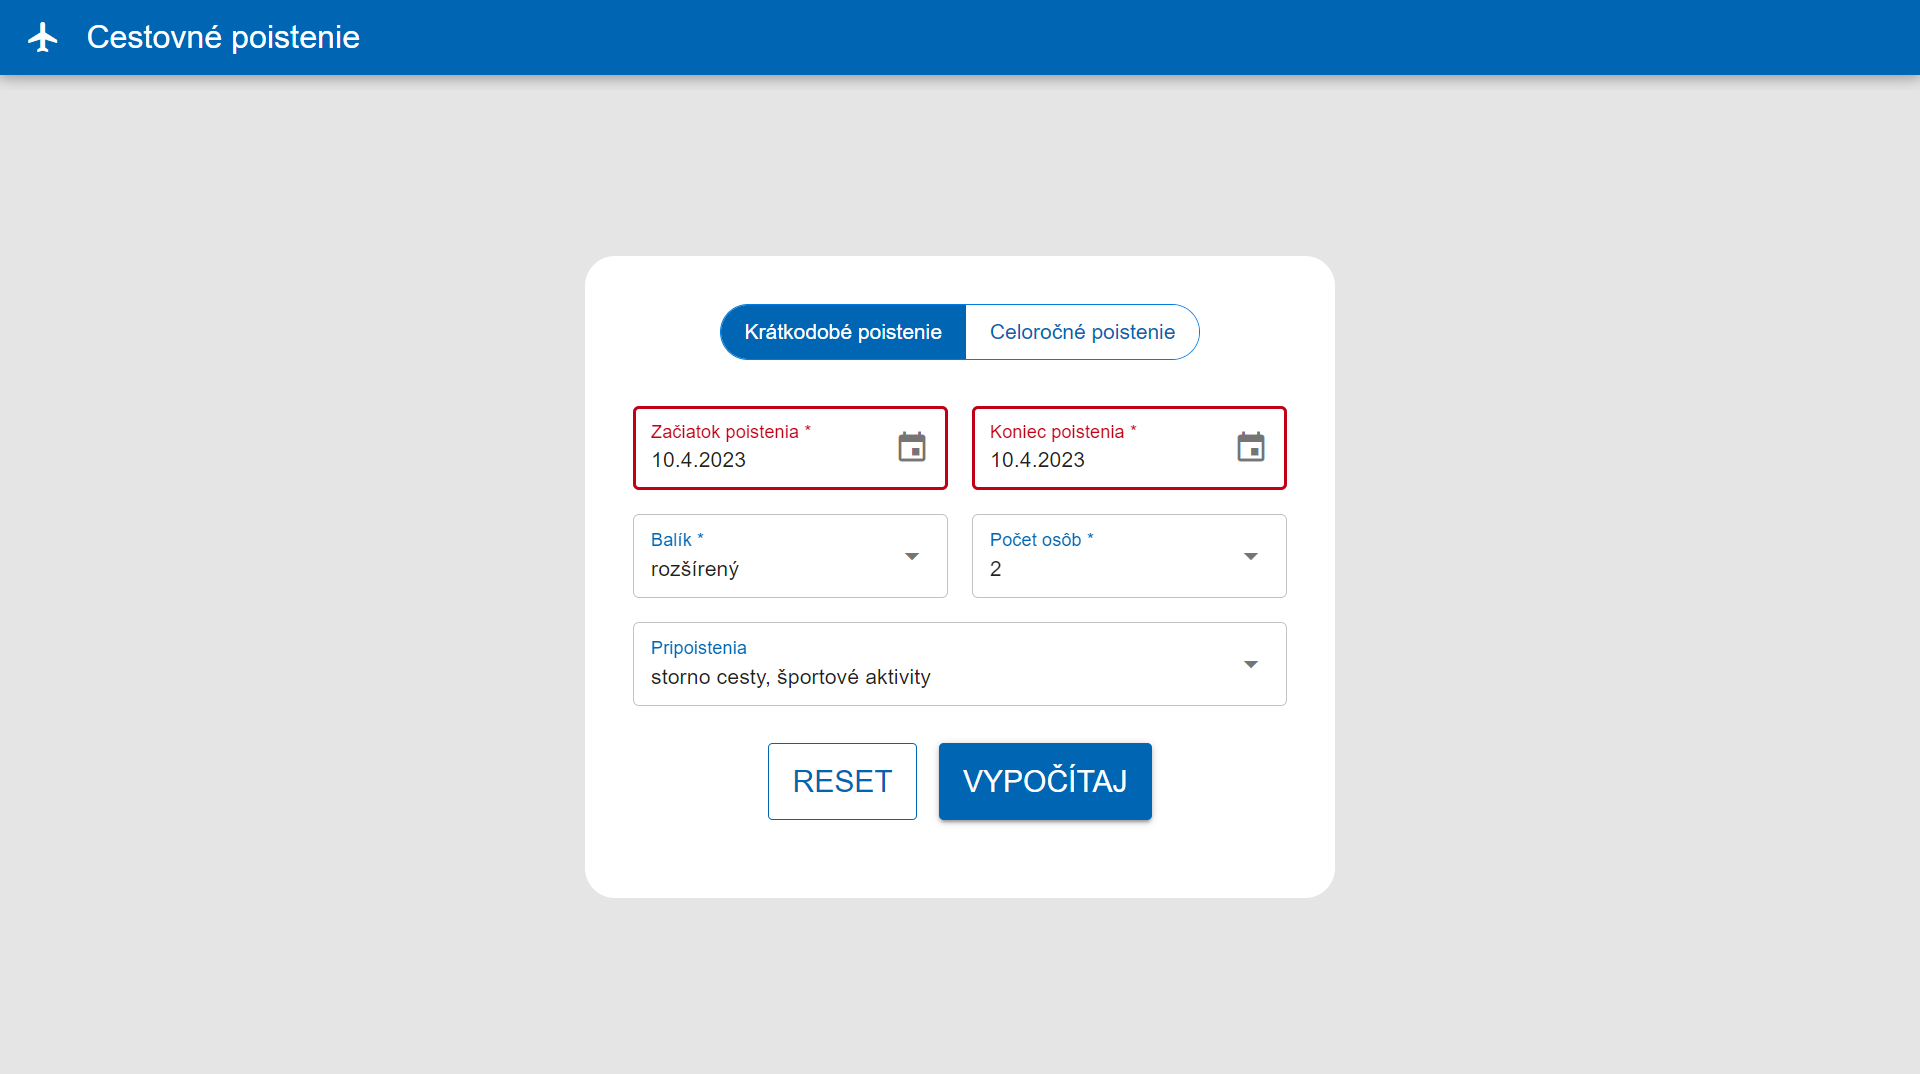 Cestovné poistenie
Krátkodobé poistenie
Celoročné poistenie
Začiatok poistenia *
10.4.2023
Koniec poistenia *
10.4.2023
Balík *
rozšírený
Počet osôb *
2
Pripoistenia
storno cesty, športové aktivity
RESET
VYPOČÍTAJ